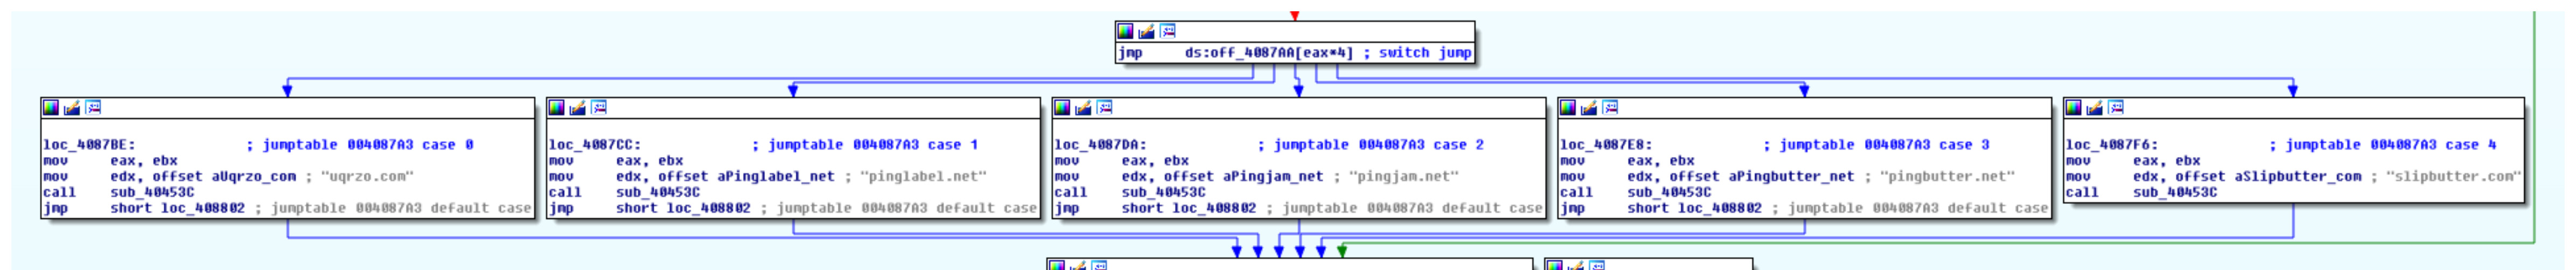 jmp ds:off_4087AA[eax*4] ; switch jump
loc_4087BE: ; jumptable 004087A3 case 0
mov eax, ebx
mov edx, offset aUqrzo_com ; "uqrzo.com"
call sub_40453C
jmp short loc_408802 ; jumptable 004087A3 default case
loc_4087CC: ; jumptable 004087A3 case 1
mov eax, ebx
mov edx, offset aPinglabel_net ; "pinglabel.net"
call sub_40453C
jmp short loc_408802 ; jumptable 004087A3 default case
loc_4087DA: ; jumptable 004087A3 case 2
mov eax, ebx
mov edx, offset aPingjam_net ; "pingjam.net"
call sub_40453C
jmp short loc_408802 ; jumptable 004087A3 default case
loc_4087E8: ; jumptable 004087A3 case 3
mov eax, ebx
mov edx, offset aPingbutter_net ; "pingbutter.net"
call sub_40453C
jmp short loc_408802 ; jumptable 004087A3 default case
loc_4087F6: ; jumptable 004087A3 case 4
mov eax, ebx
mov edx, offset aSlipbutter_com ; "slipbutter.com"
call sub_40453C